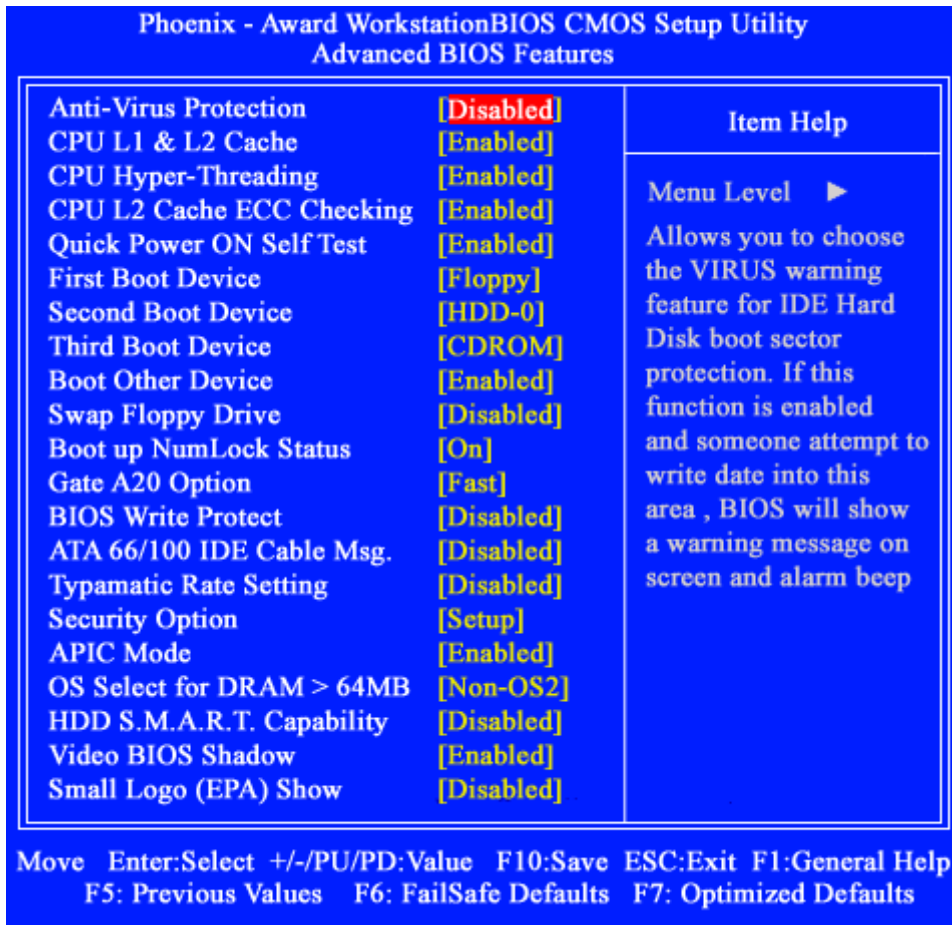 Phoenix - Award WorkstationBIOS CMOS Setup Utility
Advanced BIOS Features
Anti-Virus Protection [Disabled]
CPU L1 & L2 Cache [Enabled]
CPU Hyper-Threading [Enabled]
CPU L2 Cache ECC Checking [Enabled]
Quick Power ON Self Test [Enabled]
First Boot Device [Floppy]
Second Boot Device [HDD-0]
Third Boot Device [CDROM]
Boot Other Device [Enabled]
Swap Floppy Drive [Disabled]
Boot up NumLock Status [On]
Gate A20 Option [Fast]
BIOS Write Protect [Disabled]
ATA 66/100 IDE Cable Msg. [Disabled]
Typamatic Rate Setting [Disabled]
Security Option [Setup]
APIC Mode [Enabled]
OS Select for DRAM > 64MB [Non-OS2]
HDD S.M.A.R.T. Capability [Disabled]
Video BIOS Shadow [Enabled]
Small Logo (EPA) Show [Disabled]
Item Help
Menu Level ►
Allows you to choose
the VIRUS warning
feature for IDE Hard
Disk boot sector
protection. If this
function is enabled
and someone attempt to
write date into this
area , BIOS will show
a warning message on
screen and alarm beep
Move Enter:Select +/-/PU/PD:Value F10:Save ESC:Exit F1:General Help
F5: Previous Values F6: FailSafe Defaults F7: Optimized Defaults